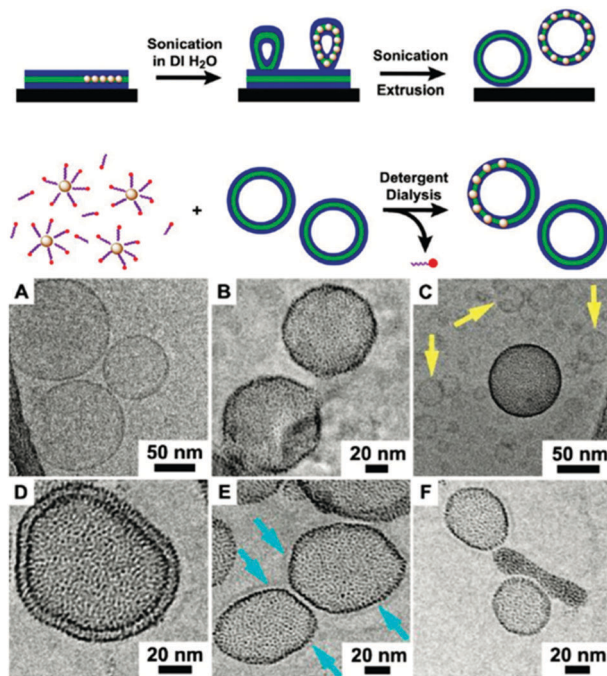 Sonication
in DI H₂O
Sonication
Extrusion
+
Detergent
Dialysis
A
50 nm
B
20 nm
C
50 nm
D
20 nm
E
20 nm
F
20 nm